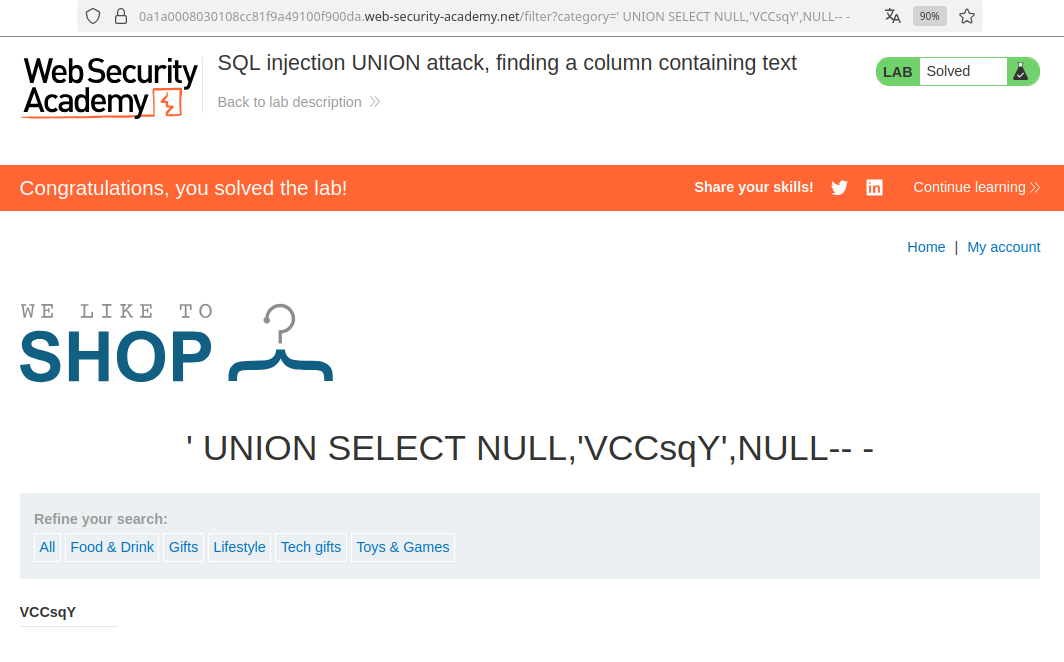 0a1a0008030108cc81f9a49100f900da.web-security-academy.net/filter?category=' UNION SELECT NULL,'VCCsqY',NULL-- -
90%
WebSecurity
Academy
SQL injection UNION attack, finding a column containing text
Back to lab description
LAB Solved
Congratulations, you solved the lab!
Share your skills!
Continue learning
Home | My account
WE LIKE TO
SHOP
' UNION SELECT NULL,'VCCsqY',NULL-- -
Refine your search:
All Food & Drink Gifts Lifestyle Tech gifts Toys & Games
VCCsqY